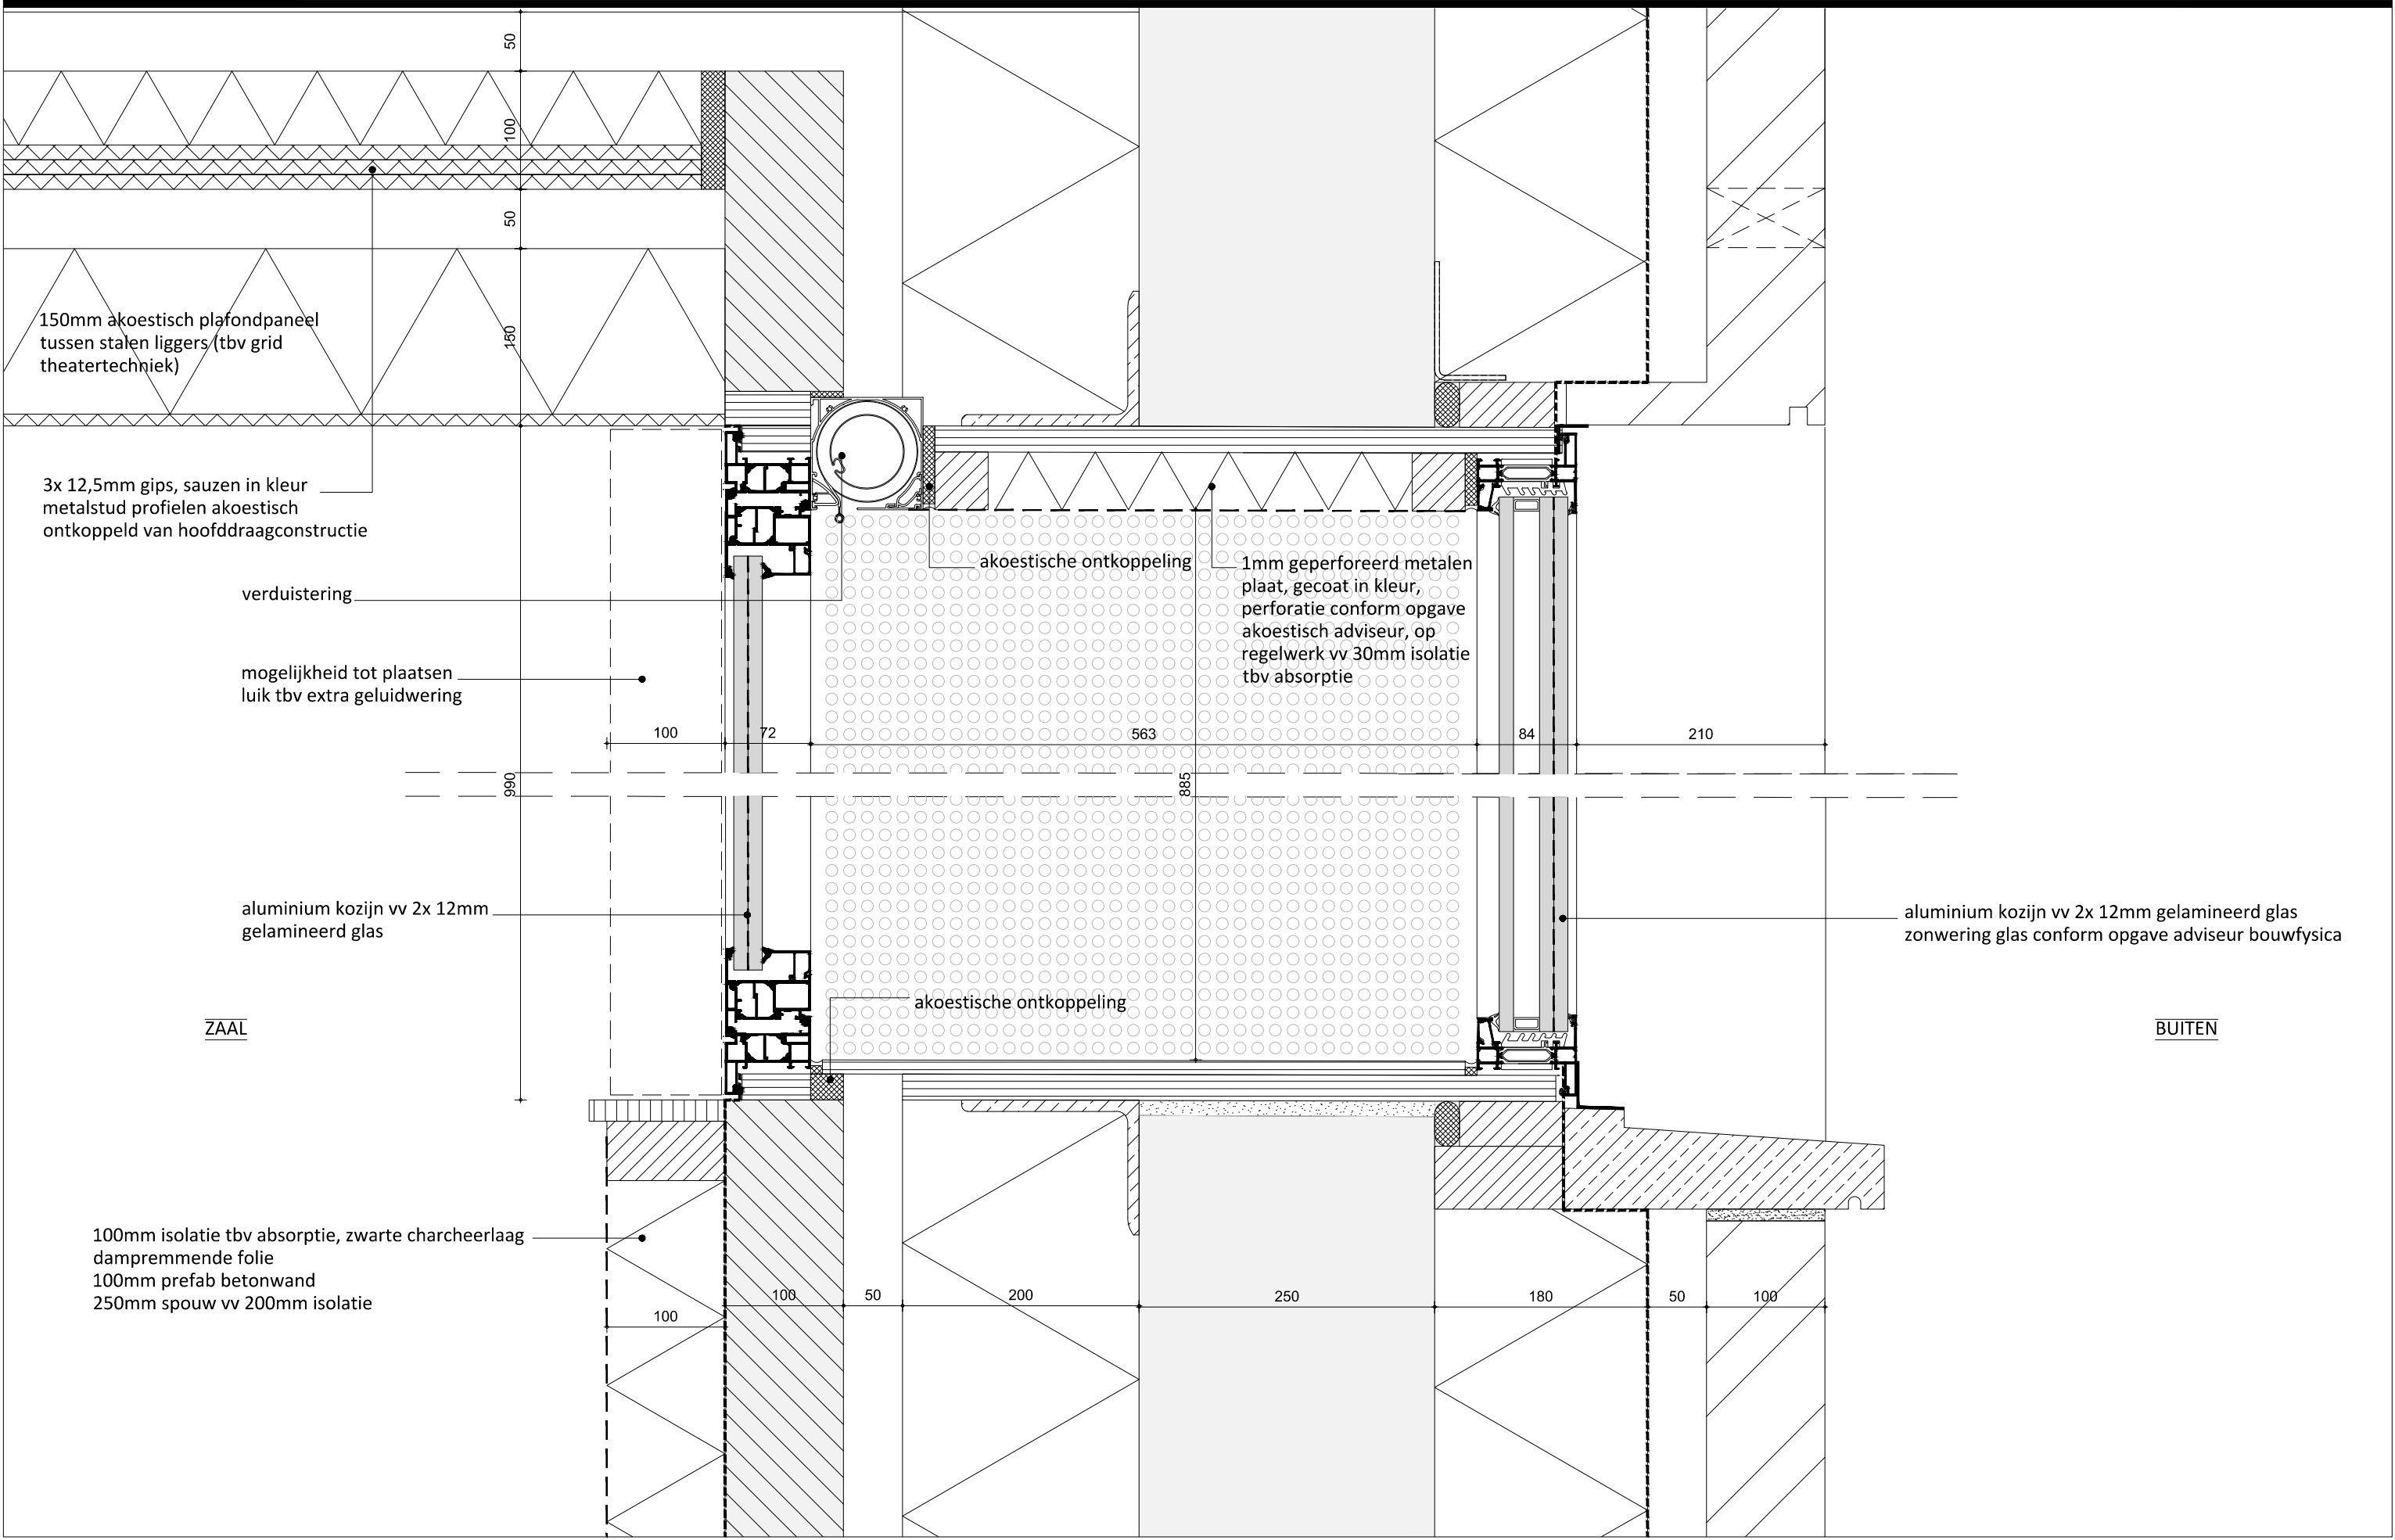 50
100
50
150
150mm akoestisch plafondpaneel
tussen stalen liggers (tbv grid
theatertechniek)
3x 12,5mm gips, sauzen in kleur
metalstud profielen akoestisch
ontkoppeld van hoofddraagconstructie
akoestische ontkoppeling
1mm geperforeerd metalen
plaat, gecoat in kleur,
perforatie conform opgave
akoestisch adviseur, op
regelwerk vv 30mm isolatie
tbv absorptie
verduistering
mogelijkheid tot plaatsen
luik tbv extra geluidwering
100
72
563
84
210
990
885
aluminium kozijn vv 2x 12mm
gelamineerd glas
aluminium kozijn vv 2x 12mm gelamineerd glas
zonwering glas conform opgave adviseur bouwfysica
akoestische ontkoppeling
ZAAL
BUITEN
100mm isolatie tbv absorptie, zwarte charcheerlaag
dampremmende folie
100mm prefab betonwand
250mm spouw vv 200mm isolatie
100
50
200
250
180
50
100
100